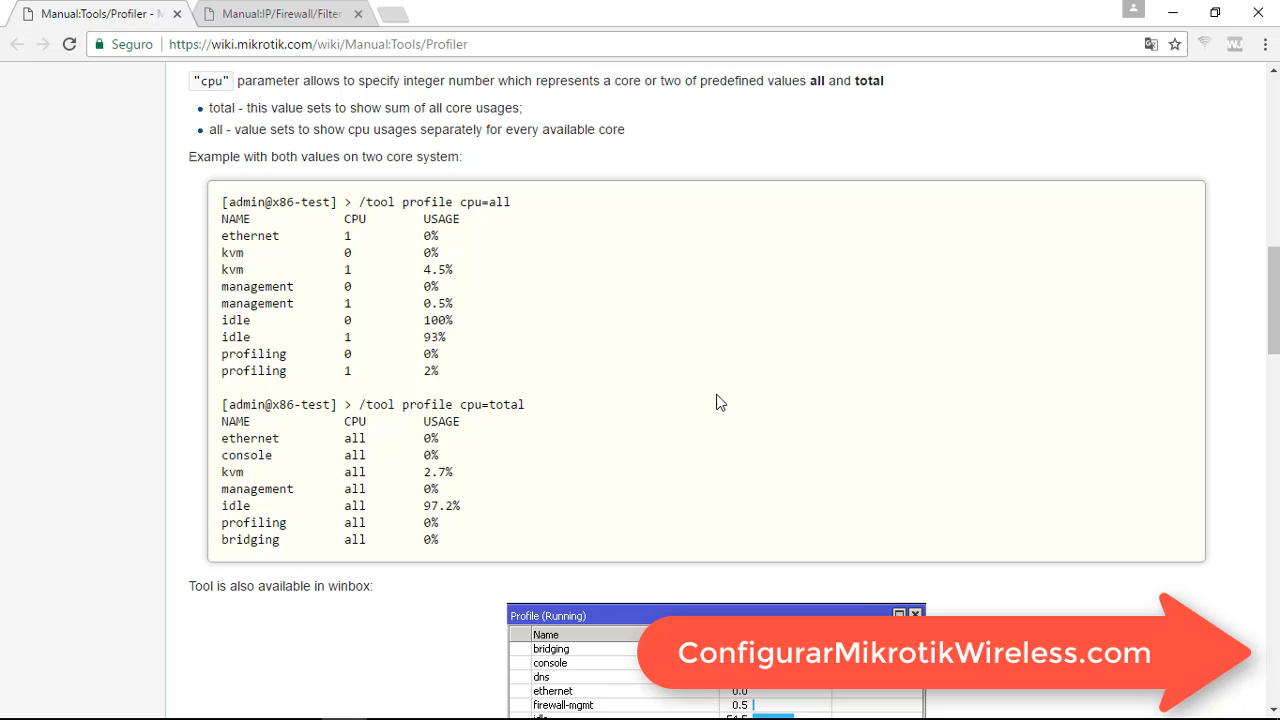 Manual:Tools/Profiler - M
Manual:IP/Firewall/Filter
Seguro
https://wiki.mikrotik.com/wiki/Manual:Tools/Profiler
"cpu" parameter allows to specify integer number which represents a core or two of predefined values all and total
total - this value sets to show sum of all core usages;
all - value sets to show cpu usages separately for every available core
Example with both values on two core system:
[admin@x86-test] > /tool profile cpu=all
NAME CPU USAGE
ethernet 1 0%
kvm 0 0%
kvm 1 4.5%
management 0 0%
management 1 0.5%
idle 0 100%
idle 1 93%
profiling 0 0%
profiling 1 2%
[admin@x86-test] > /tool profile cpu=total
NAME CPU USAGE
ethernet all 0%
console all 0%
kvm all 2.7%
management all 0%
idle all 97.2%
profiling all 0%
bridging all 0%
Tool is also available in winbox:
Profile (Running)
Name
bridging
console
dns
ethernet 0.0
firewall-mgmt 0.5
ConfigurarMikrotikWireless.com